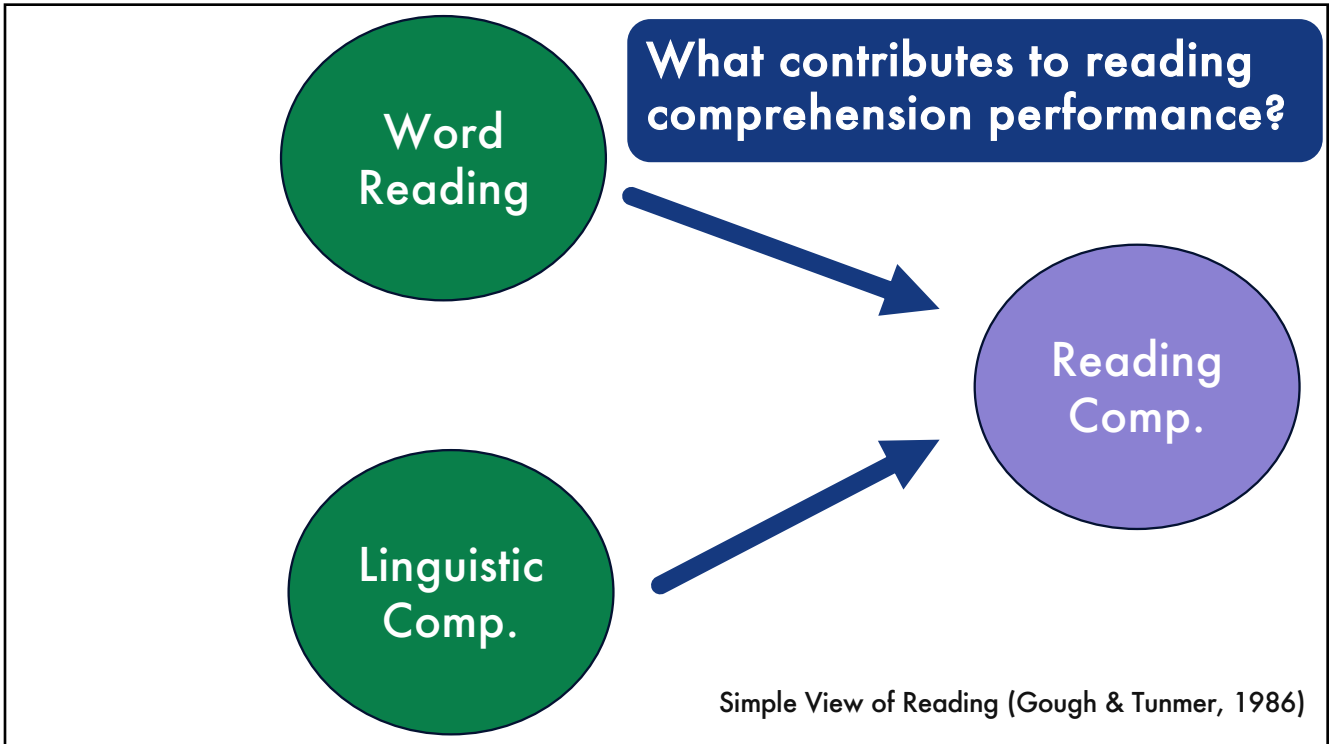 What contributes to reading
comprehension performance?
Word
Reading
Reading
Comp.
Linguistic
Comp.
Simple View of Reading (Gough & Tunmer, 1986)